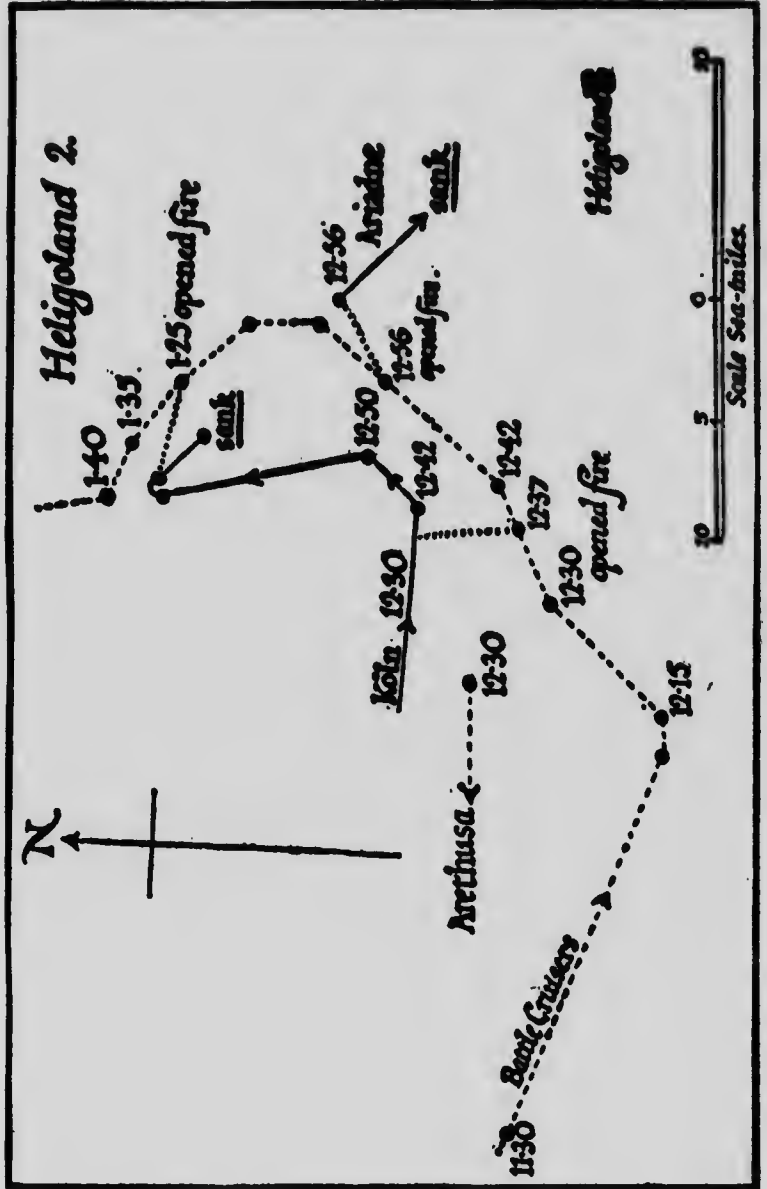 Heligoland 2.
N
1·40
1·35.
1·25 opened fire
sank
12·56
Ariadne
sank
12·50
12·56
opened fire.
Köln 12·30
12·42
12·42
12·37
Arethusa
12·30
12·30
opened fire
Heligoland
Battle Cruisers
11·30
12·15
10 5 0 10
Scale Sea-miles